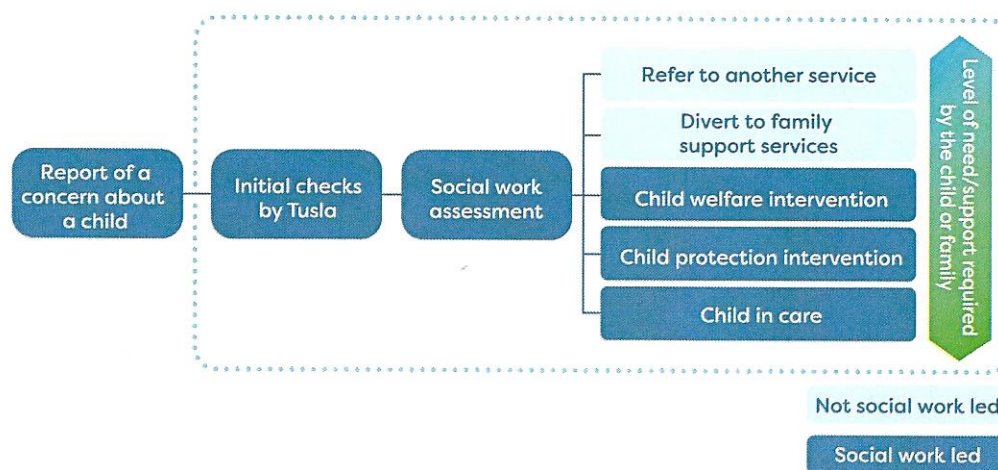 Report of a
concern about
a child
Initial checks
by Tusla
Social work
assessment
Refer to another service
Divert to family
support services
Child welfare intervention
Child protection intervention
Child in care
Level of need/support required
by the child or family
Not social work led
Social work led